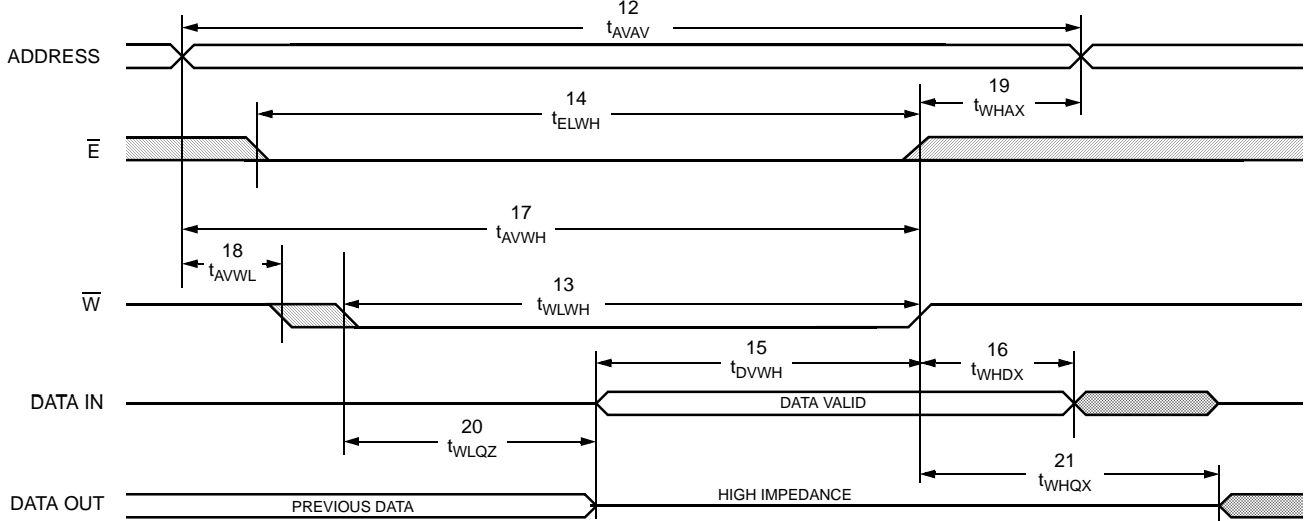 12
tAVAV
ADDRESS
14
tELWH
19
tWHAX
E
17
tAVWH
18
tAVWL
W
13
tWLWH
15
tDVWH
16
tWHDX
DATA IN
DATA VALID
20
tWLQZ
21
tWHQX
DATA OUT
PREVIOUS DATA
HIGH IMPEDANCE